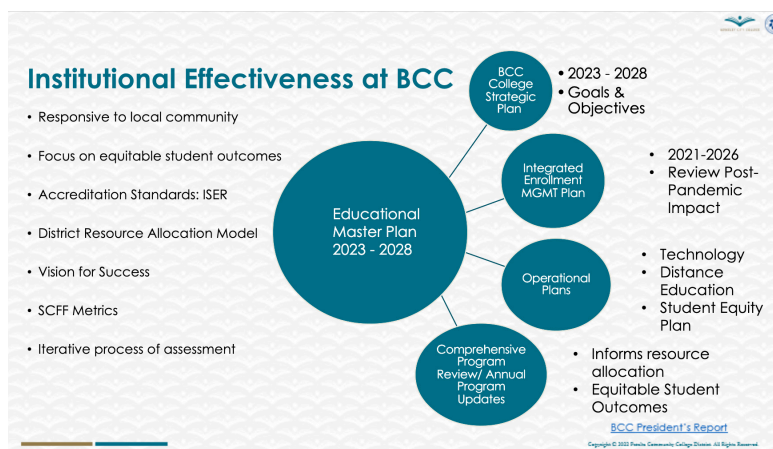 Institutional Effectiveness at BCC
• Responsive to local community
• Focus on equitable student outcomes
• Accreditation Standards: ISER
• District Resource Allocation Model
• Vision for Success
• SCFF Metrics
• Iterative process of assessment
Educational
Master Plan
2023 - 2028
BCC
College
Strategic
Plan
• 2023 - 2028
• Goals &
Objectives
Integrated
Enrollment
MGMT Plan
• 2021-2026
• Review Post-
Pandemic
Impact
Operational
Plans
• Technology
• Distance
Education
• Student Equity
Plan
Comprehensive
Program
Review/ Annual
Program
Updates
• Informs resource
allocation
• Equitable Student
Outcomes
BCC President's Report
Copyright © 2022 Peralta Community College District. All Rights Reserved.